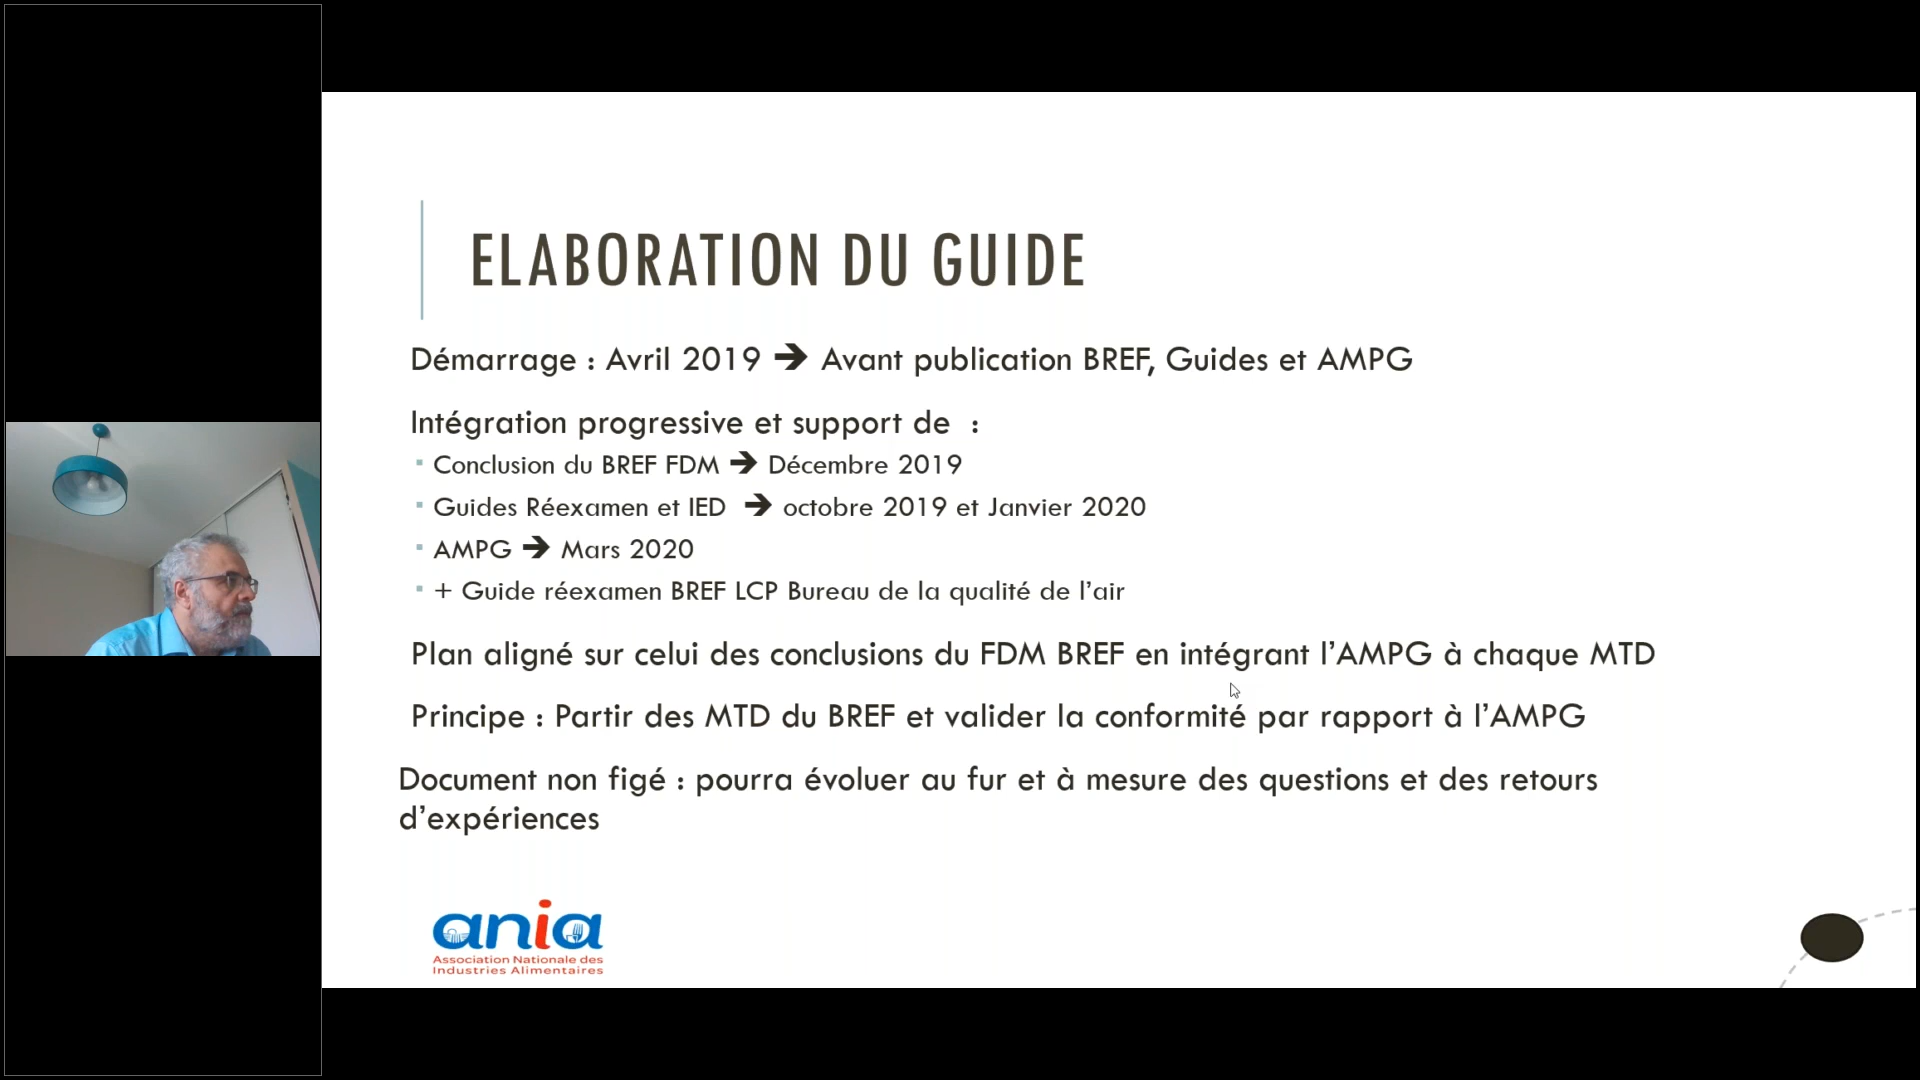 ELABORATION DU GUIDE
Démarrage : Avril 2019 ➔ Avant publication BREF, Guides et AMPG
Intégration progressive et support de :
▪ Conclusion du BREF FDM ➔ Décembre 2019
▪ Guides Réexamen et IED ➔ octobre 2019 et Janvier 2020
▪ AMPG ➔ Mars 2020
▪ + Guide réexamen BREF LCP Bureau de la qualité de l’air
Plan aligné sur celui des conclusions du FDM BREF en intégrant l’AMPG à chaque MTD
Principe : Partir des MTD du BREF et valider la conformité par rapport à l’AMPG
Document non figé : pourra évoluer au fur et à mesure des questions et des retours
d’expériences
ania
Association Nationale des
Industries Alimentaires